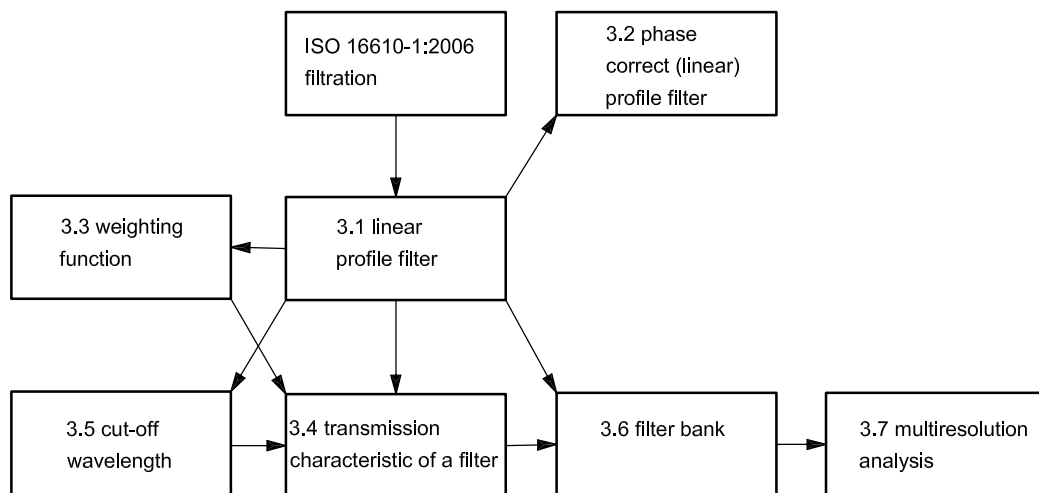 ISO 16610-1:2006
filtration
3.2 phase
correct (linear)
profile filter
3.3 weighting
function
3.1 linear
profile filter
3.5 cut-off
wavelength
3.4 transmission
characteristic of a filter
3.6 filter bank
3.7 multiresolution
analysis